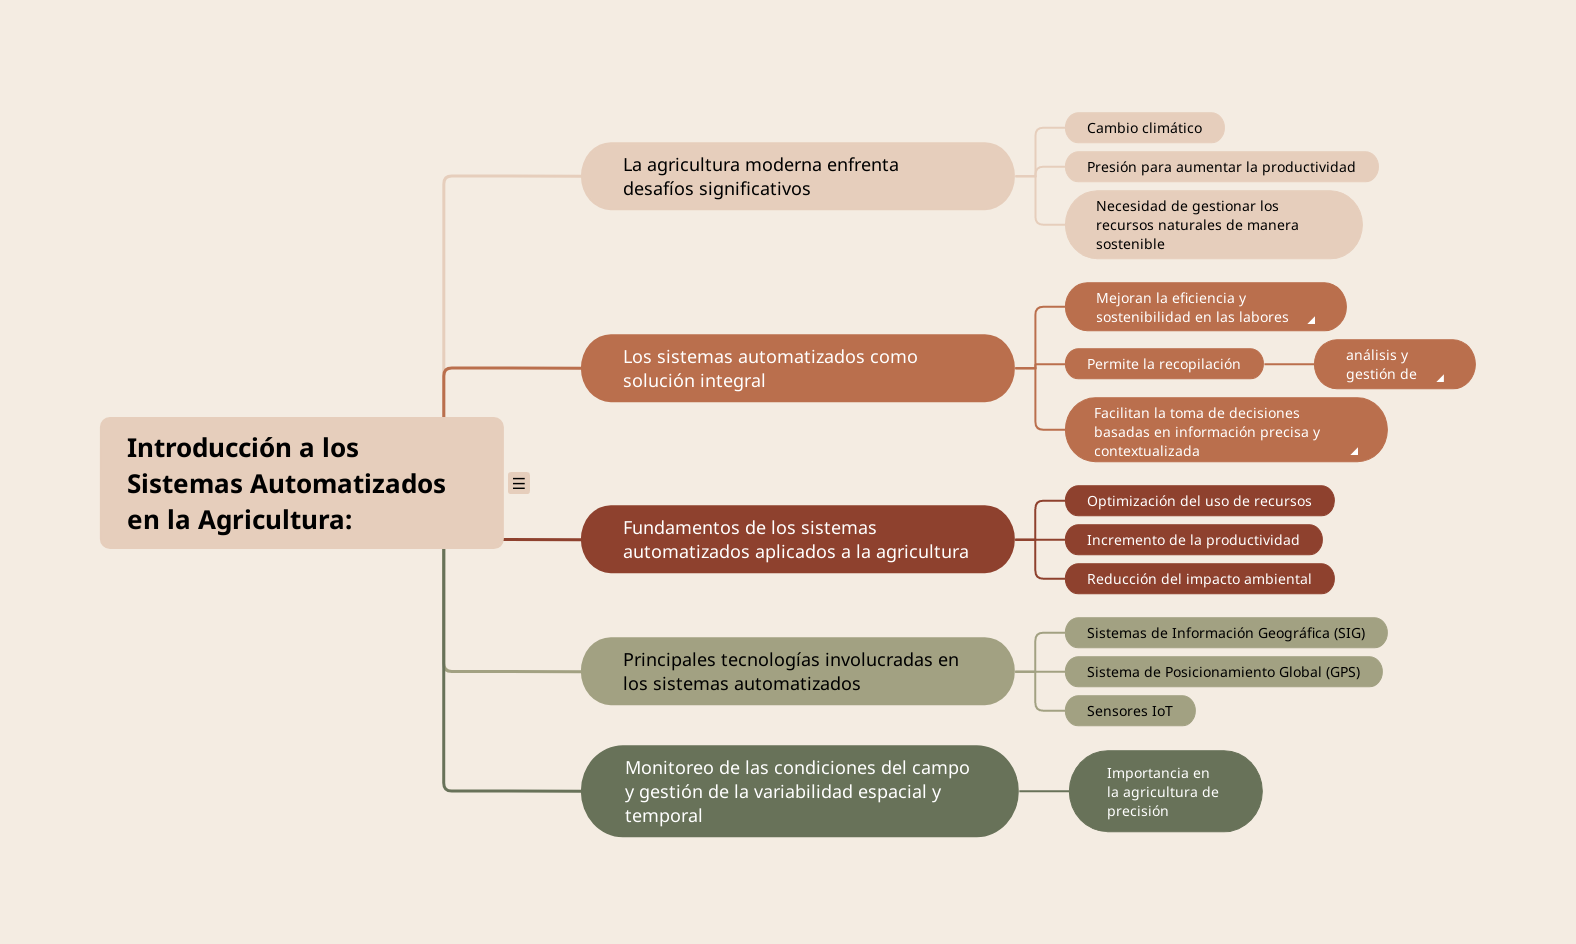 Introducción a los
Sistemas Automatizados
en la Agricultura:
La agricultura moderna enfrenta
desafíos significativos
Cambio climático
Presión para aumentar la productividad
Necesidad de gestionar los
recursos naturales de manera
sostenible
Los sistemas automatizados como
solución integral
Mejoran la eficiencia y
sostenibilidad en las labores
Permite la recopilación
análisis y
gestión de
Facilitan la toma de decisiones
basadas en información precisa y
contextualizada
Fundamentos de los sistemas
automatizados aplicados a la agricultura
Optimización del uso de recursos
Incremento de la productividad
Reducción del impacto ambiental
Principales tecnologías involucradas en
los sistemas automatizados
Sistemas de Información Geográfica (SIG)
Sistema de Posicionamiento Global (GPS)
Sensores IoT
Monitoreo de las condiciones del campo
y gestión de la variabilidad espacial y
temporal
Importancia en
la agricultura de
precisión